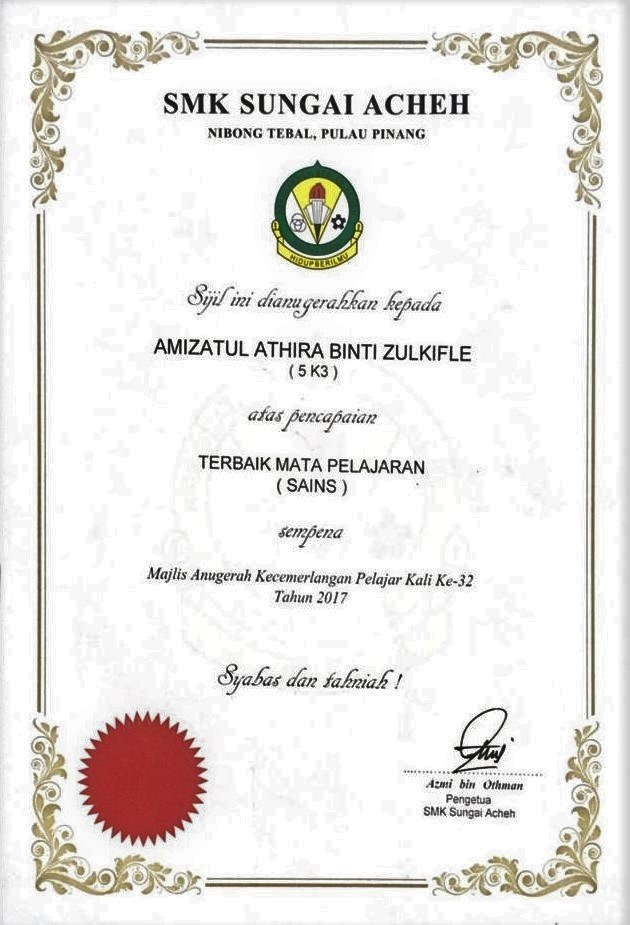 SMK SUNGAI ACHEH
NIBONG TEBAL, PULAU PINANG
HIDUP BERILMU
Sijil ini dianugerahkan kepada
AMIZATUL ATHIRA BINTI ZULKIFLE
( 5 K3 )
atas pencapaian
TERBAIK MATA PELAJARAN
( SAINS )
sempena
Majlis Anugerah Kecemerlangan Pelajar Kali Ke-32
Tahun 2017
Syabas dan tahniah !
Azmi bin Othman
Pengetua
SMK Sungai Acheh